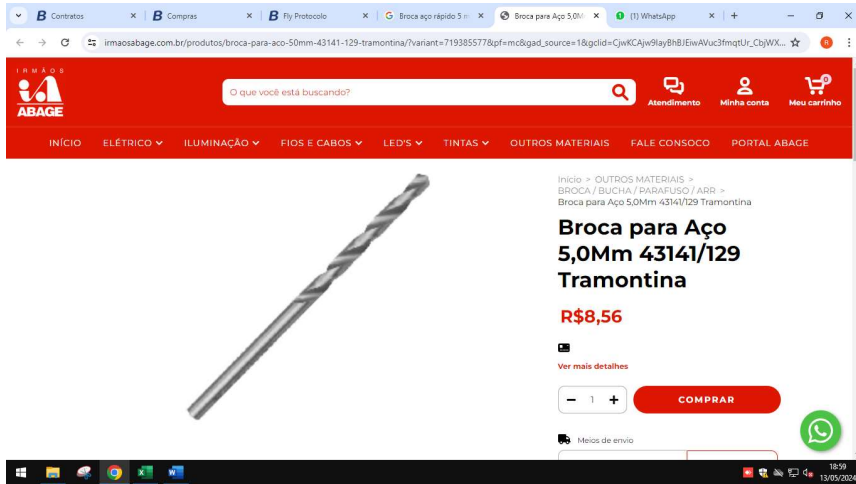 Contratos
Compras
Fly Protocolo
Broca aço rápido 5 m
Broca para Aço 5,0M
(1) WhatsApp
irmaosabage.com.br/produtos/broca-para-aco-50mm-43141-129-tramontina/?variant=719385577&pf=mc&gad_source=1&gclid=CjwKCAjw9IayBhBJEiwAVuc3fmqtUr_CbjWX...
IRMÃOS
ABAGE
O que você está buscando?
Atendimento
Minha conta
0
Meu carrinho
INÍCIO ELÉTRICO ILUMINAÇÃO FIOS E CABOS LED'S TINTAS OUTROS MATERIAIS FALE CONSOCO PORTAL ABAGE
Início > OUTROS MATERIAIS >
BROCA / BUCHA / PARAFUSO / ARR >
Broca para Aço 5,0Mm 43141/129 Tramontina
Broca para Aço
5,0Mm 43141/129
Tramontina
R$8,56
Ver mais detalhes
1
COMPRAR
Meios de envio
18:59
13/05/2024